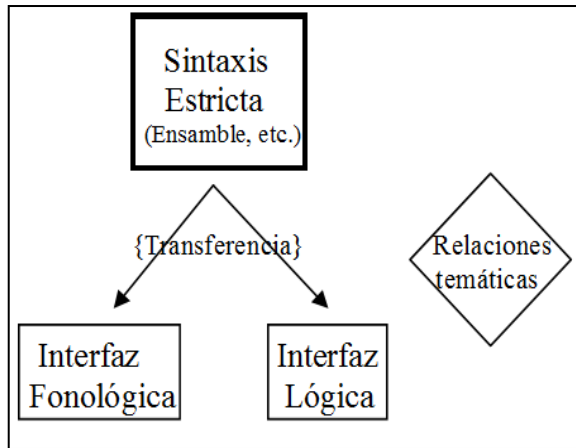 Sintaxis
Estricta
(Ensamble, etc.)
{Transferencia}
Relaciones
temáticas
Interfaz
Fonológica
Interfaz
Lógica